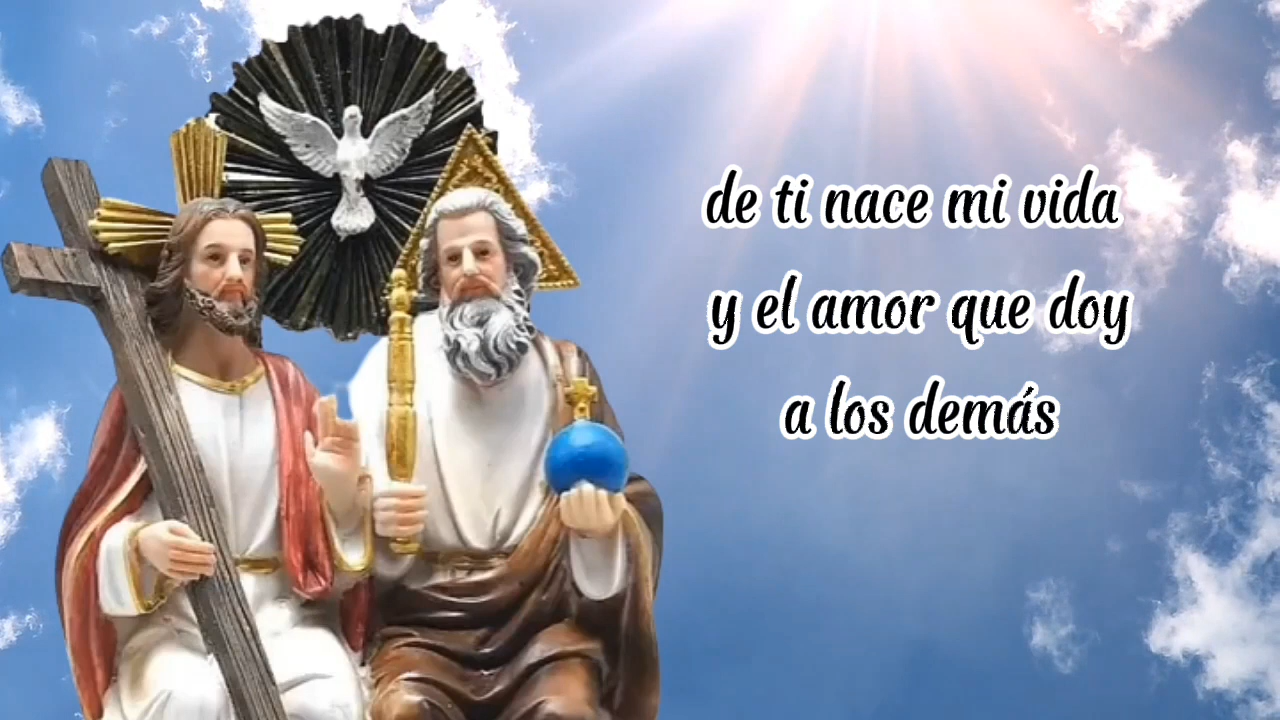 de ti nace mi vida
y el amor que doy
a los demás